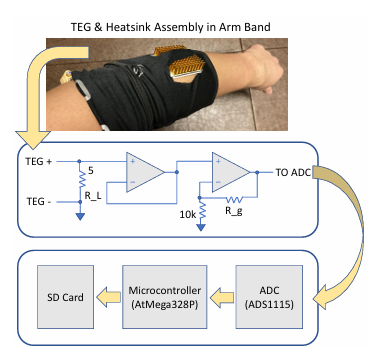 TEG & Heatsink Assembly in Arm Band
TEG +
5
R_L
TEG -
TO ADC
10k
R_g
SD Card
Microcontroller
(AtMega328P)
ADC
(ADS1115)